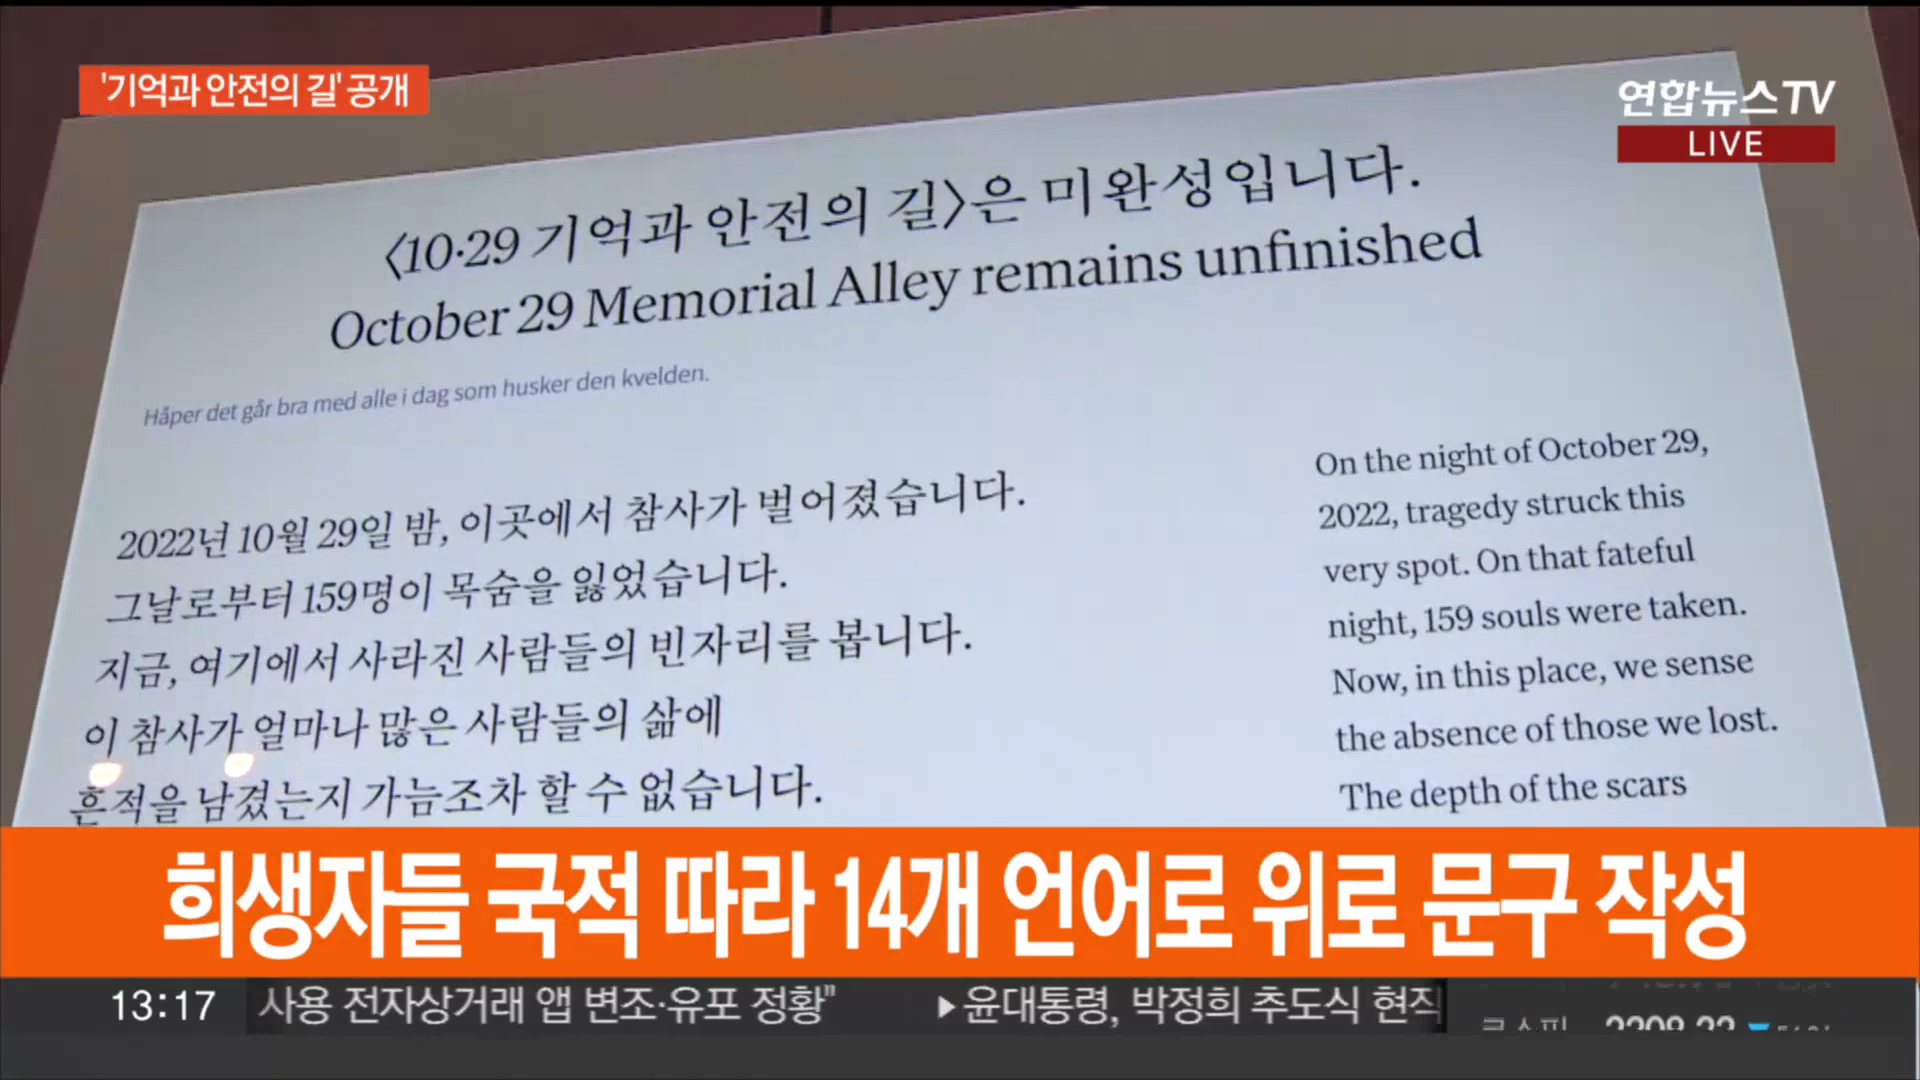 '기억과 안전의 길' 공개
연합뉴스TV
LIVE
〈10·29 기억과 안전의 길〉은 미완성입니다.
October 29 Memorial Alley remains unfinished
Håper det går bra med alle i dag som husker den kvelden.
2022년 10월 29일 밤, 이곳에서 참사가 벌어졌습니다.
그날로부터 159명이 목숨을 잃었습니다.
지금, 여기에서 사라진 사람들의 빈자리를 봅니다.
이 참사가 얼마나 많은 사람들의 삶에
흔적을 남겼는지 가늠조차 할 수 없습니다.
On the night of October 29,
2022, tragedy struck this
very spot. On that fateful
night, 159 souls were taken.
Now, in this place, we sense
the absence of those we lost.
The depth of the scars
희생자들 국적 따라 14개 언어로 위로 문구 작성
13:17
사용 전자상거래 앱 변조·유포 정황”
▶윤대통령, 박정희 추도식 현직